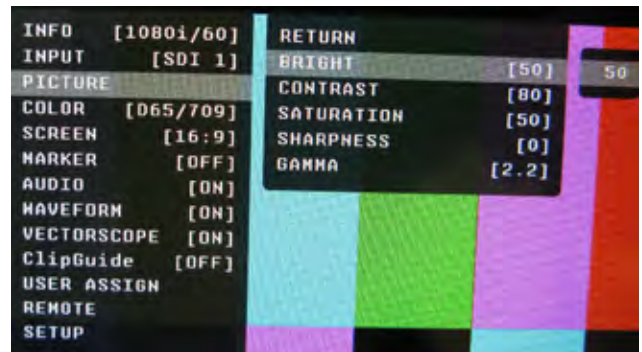 INFO [1080i/60]
INPUT [SDI 1]
PICTURE
COLOR [D65/709]
SCREEN [16:9]
MARKER [OFF]
AUDIO [ON]
WAVEFORM [ON]
VECTORSCOPE [ON]
ClipGuide [OFF]
USER ASSIGN
REMOTE
SETUP
RETURN
BRIGHT [50]
CONTRAST [80]
SATURATION [50]
SHARPNESS [0]
GAMMA [2.2]
50